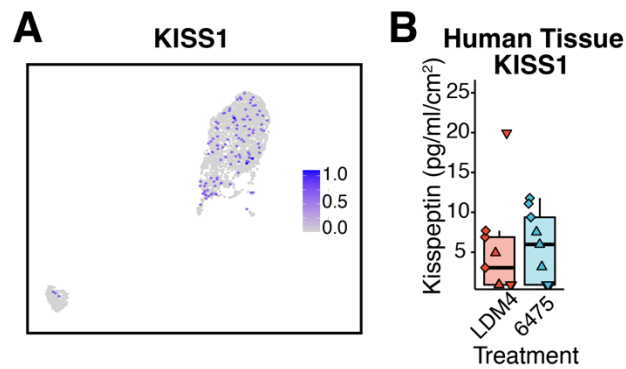 A
KISS1
1.0
0.5
0.0
B
Human Tissue
KISS1
Kisspeptin (pg/ml/cm²)
25
20
15
10
5
LDM4
6475
Treatment